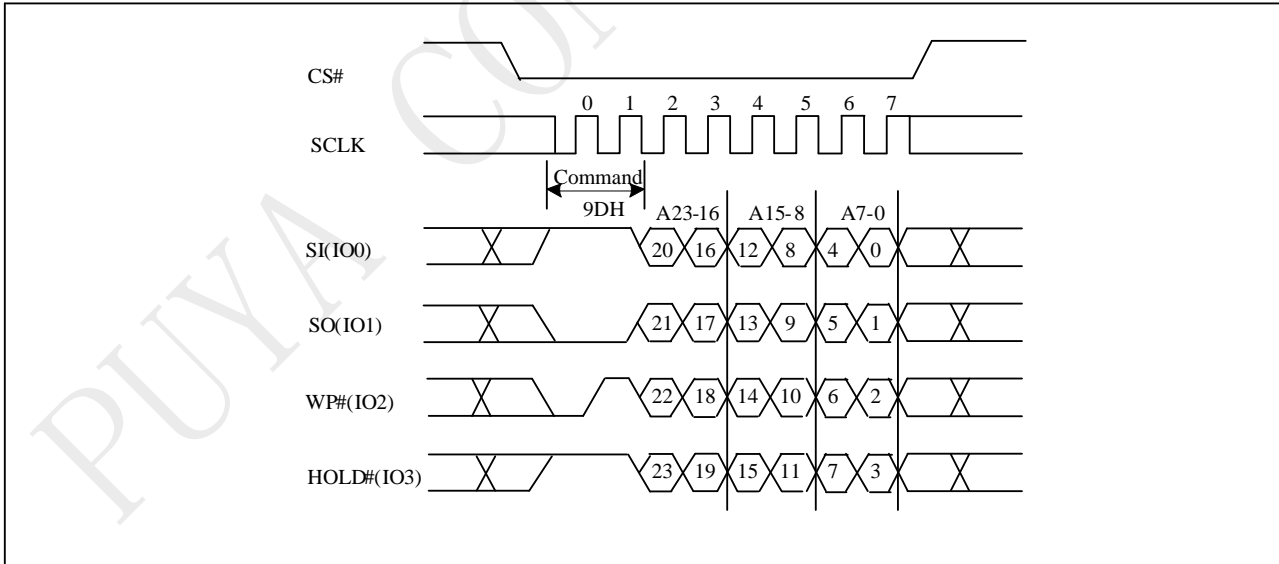 PUYA CON
CS#
0 1 2 3 4 5 6 7
SCLK
Command
9DH
A23-16 A15-8 A7-0
SI(IO0) 20 16 12 8 4 0
SO(IO1) 21 17 13 9 5 1
WP#(IO2) 22 18 14 10 6 2
HOLD#(IO3) 23 19 15 11 7 3